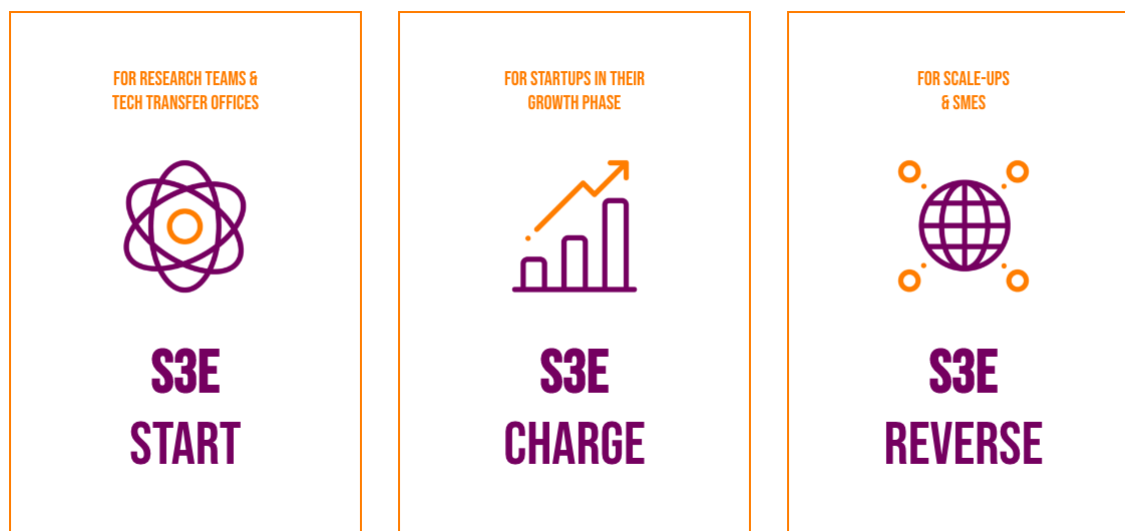 FOR RESEARCH TEAMS &
TECH TRANSFER OFFICES
S3E
START
FOR STARTUPS IN THEIR
GROWTH PHASE
S3E
CHARGE
FOR SCALE-UPS
& SMES
S3E
REVERSE